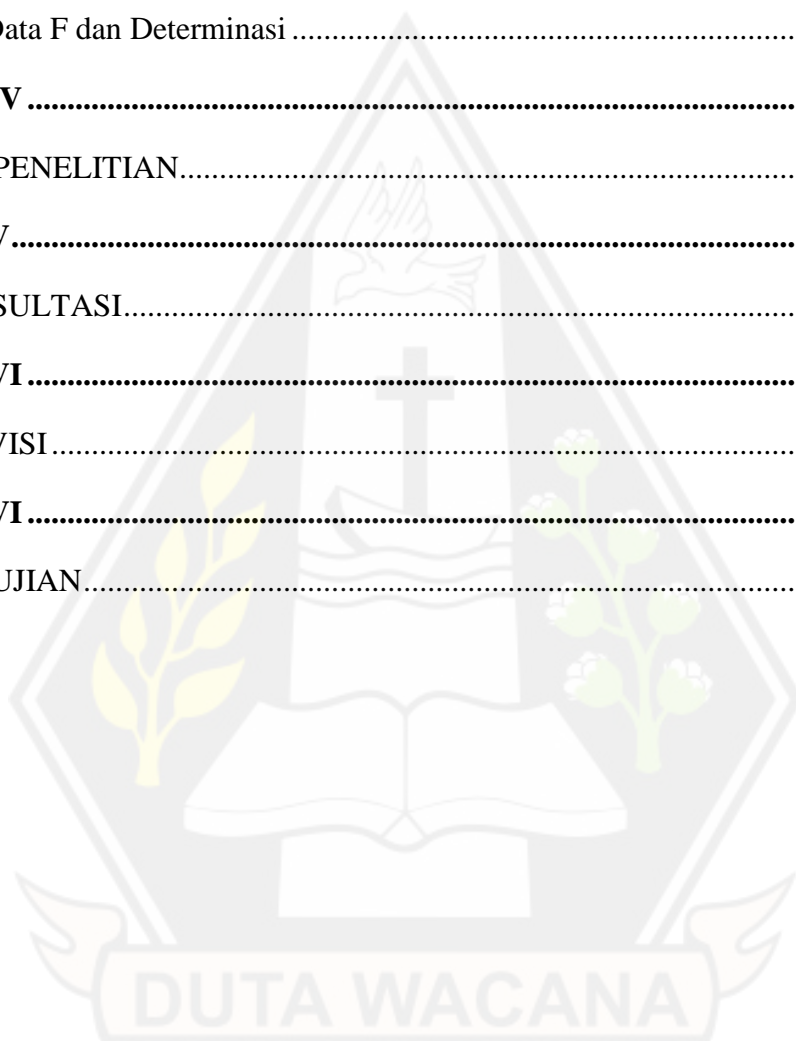 Data F dan Determinasi ................................................................
V ................................................................................................
PENELITIAN..............................................................................
V..................................................................................................
SULTASI.....................................................................................
VI ................................................................................................
VISI ..............................................................................................
VI ................................................................................................
UJIAN..........................................................................................
DUTA WACANA